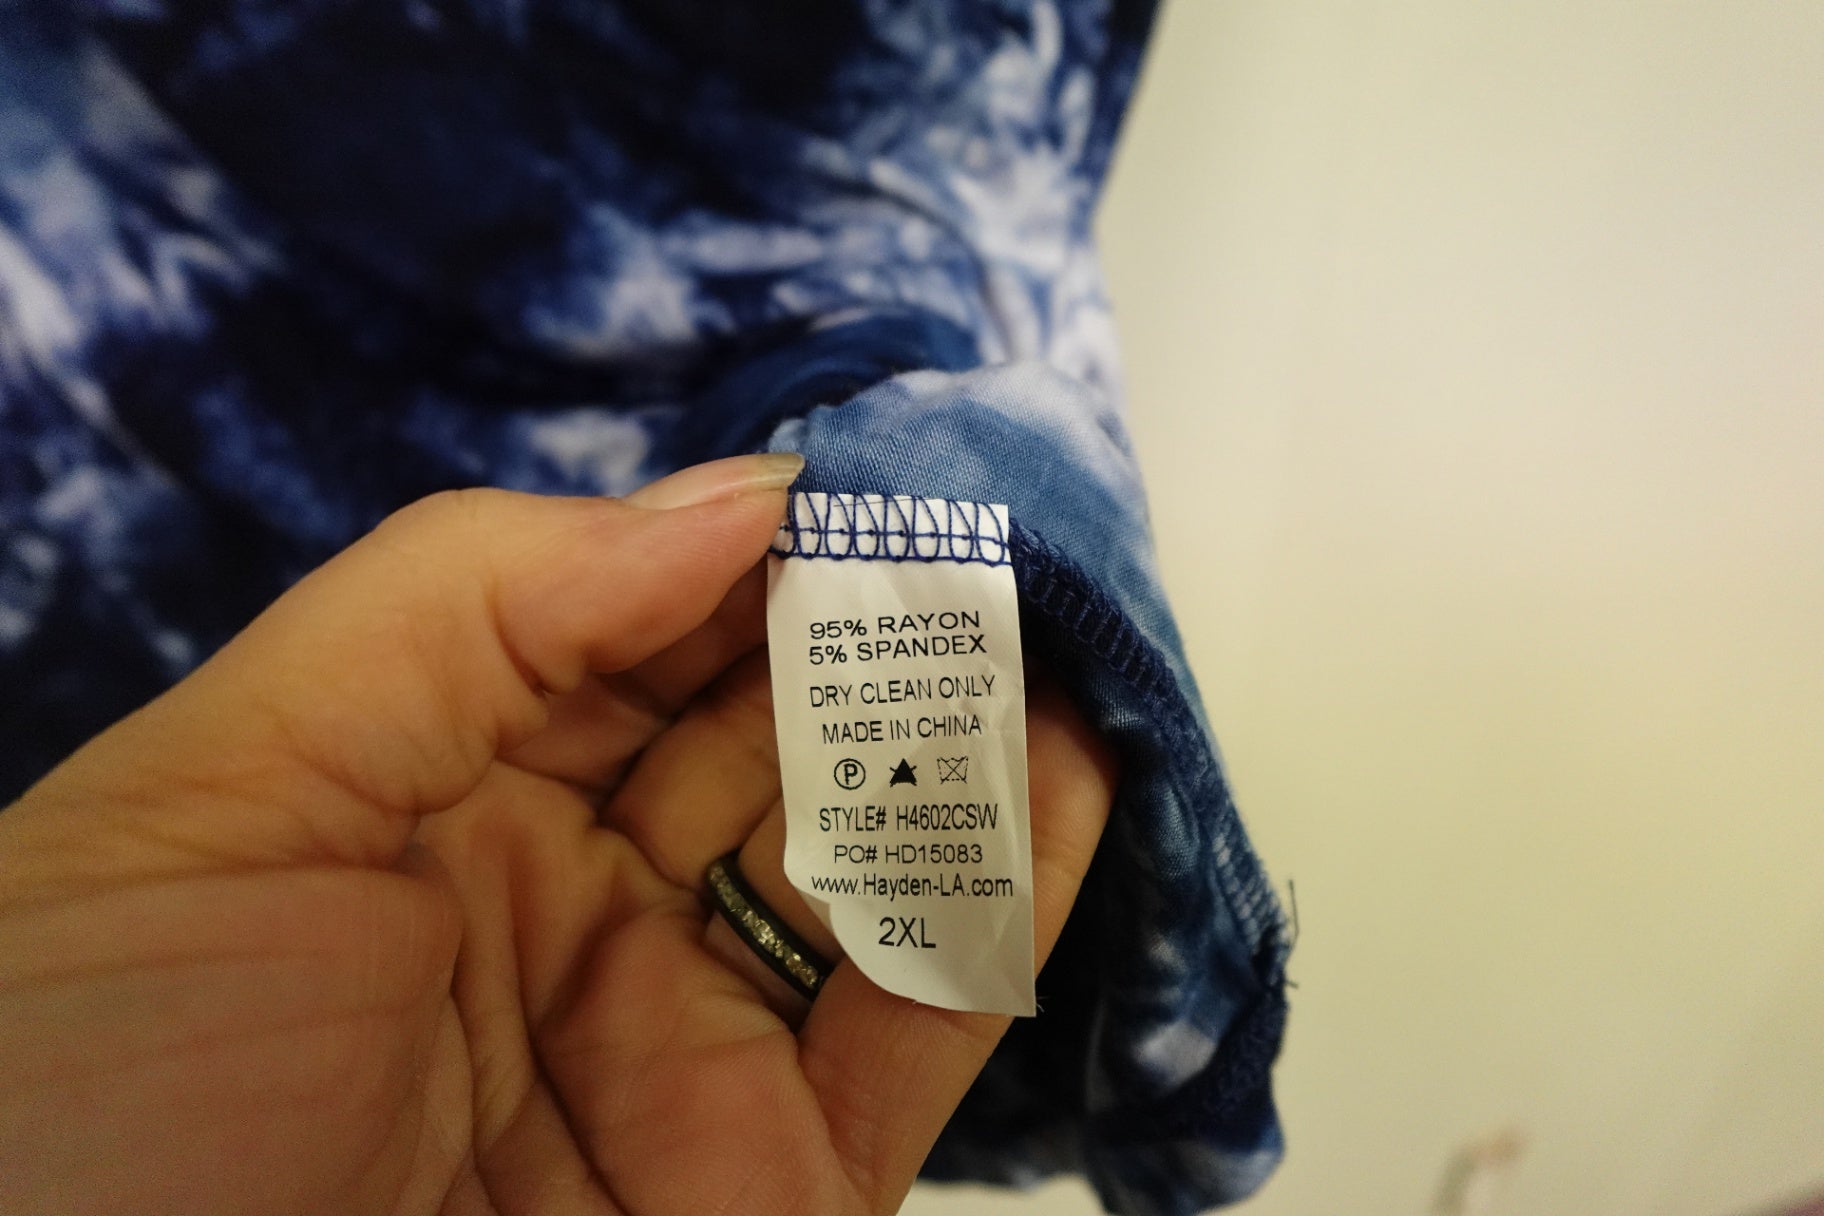 95% RAYON
5% SPANDEX
DRY CLEAN ONLY
MADE IN CHINA
P
STYLE# H4602CSW
PO# HD15083
www.Hayden-LA.com
2XL